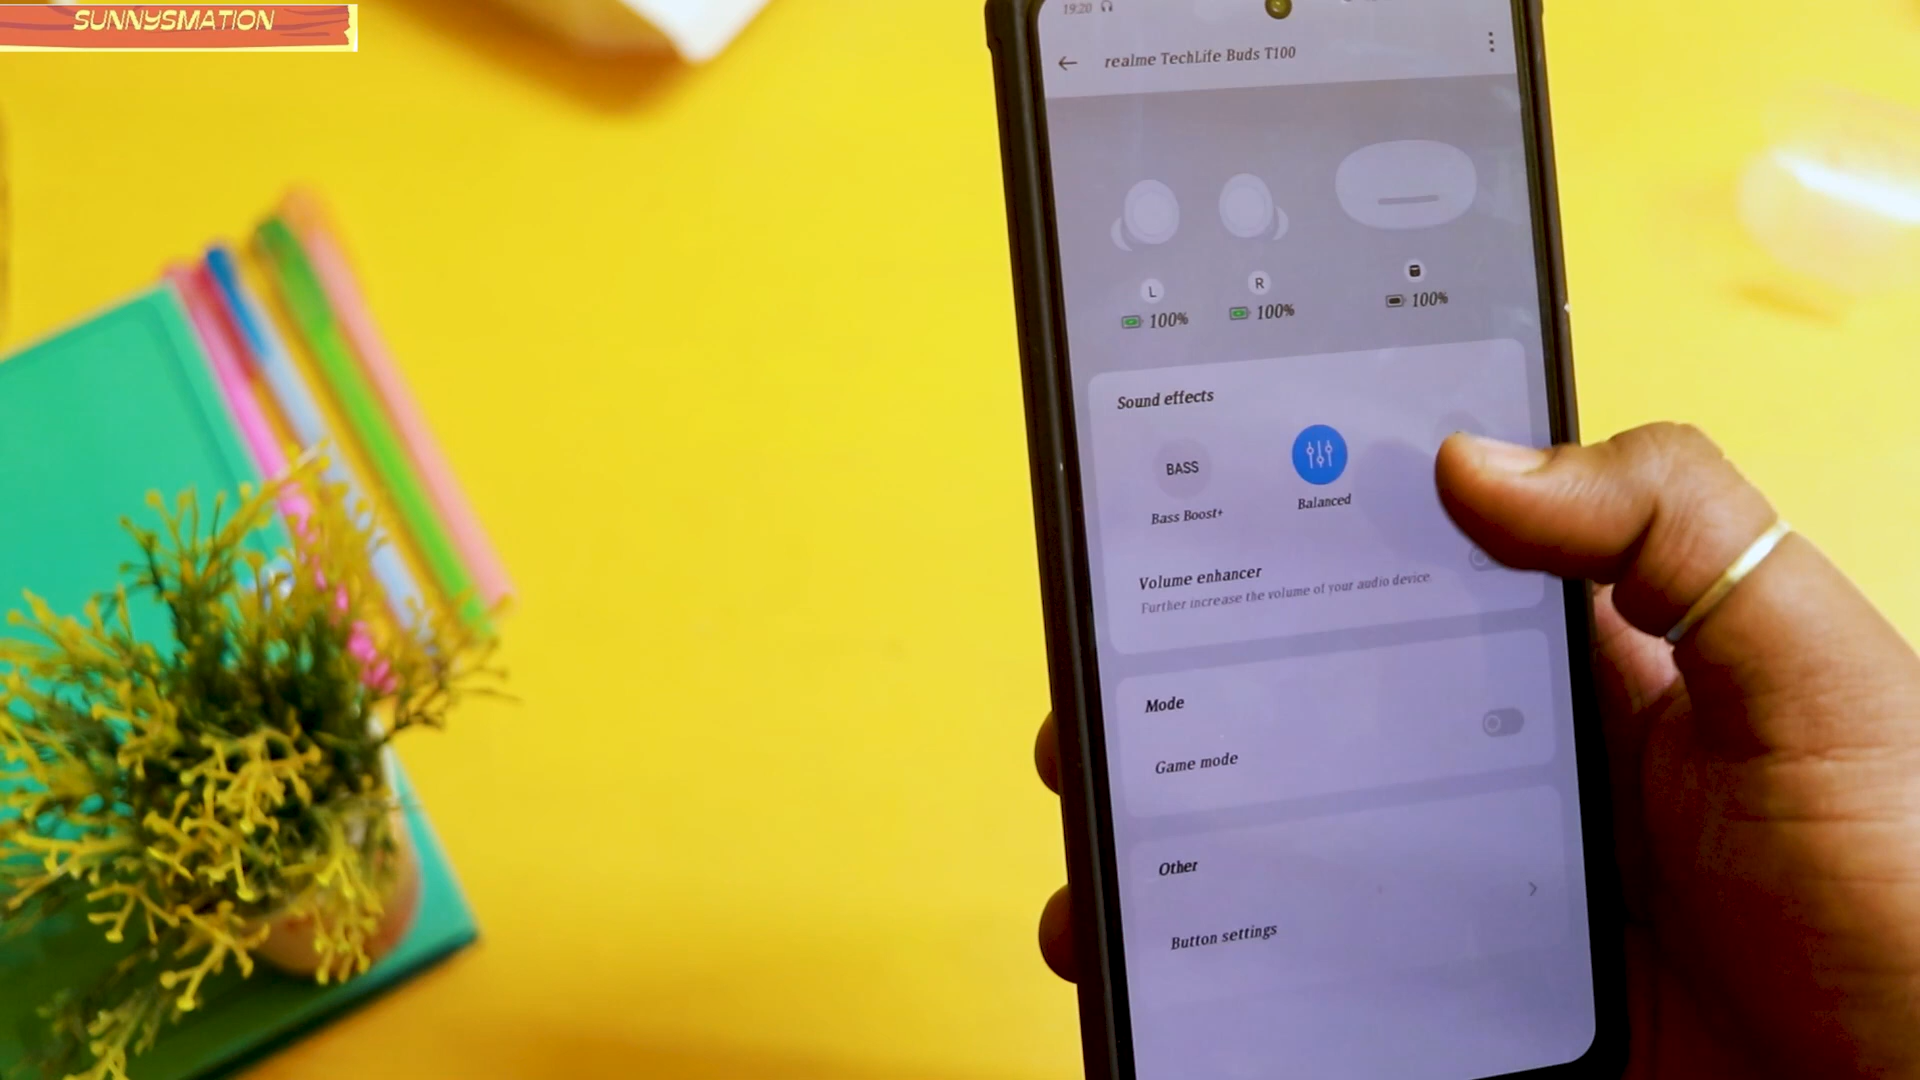 SUNNYSMATION
19:20
realme TechLife Buds T100
L
R
100%
100%
100%
Sound effects
BASS
Bass Boost+
Balanced
Volume enhancer
Further increase the volume of your audio device.
Mode
Game mode
Other
Button settings